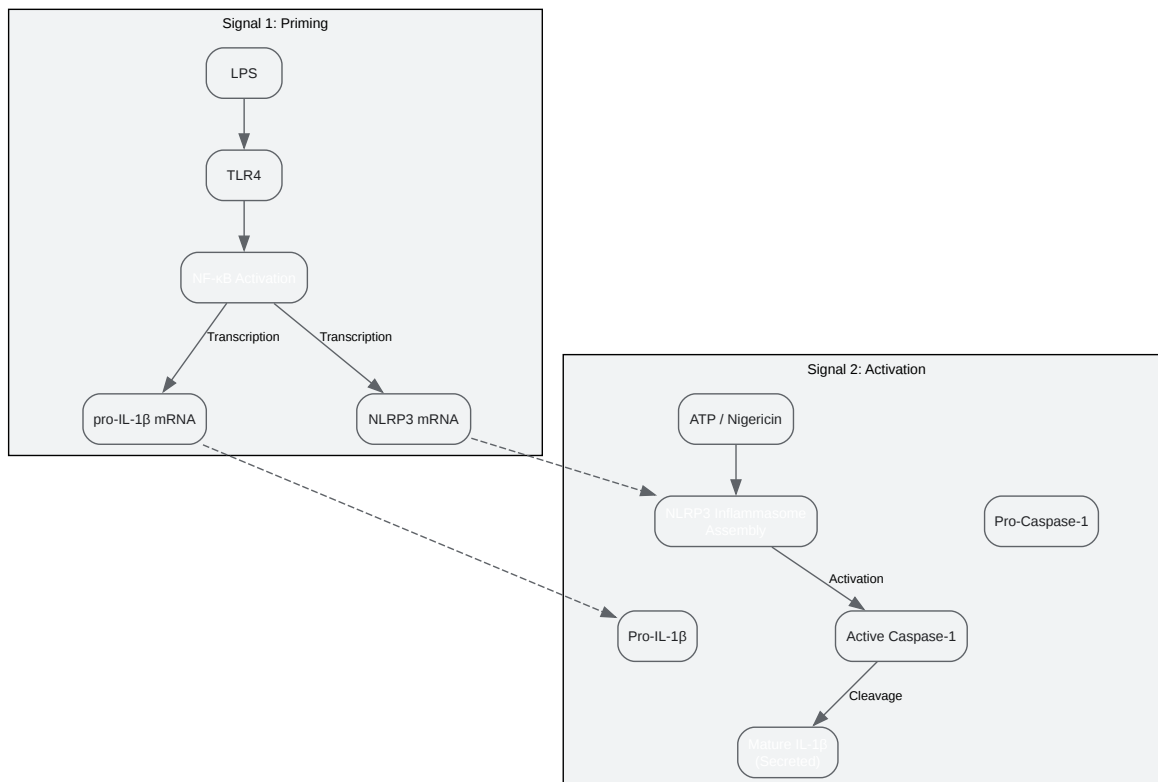 Signal 1: Priming
LPS
TLR4
NF-κB Activation
Transcription
Transcription
pro-IL-1β mRNA
NLRP3 mRNA
Signal 2: Activation
ATP / Nigericin
NLRP3 Inflammasome
Assembly
Pro-Caspase-1
Activation
Pro-IL-1β
Active Caspase-1
Cleavage
Mature IL-1β
(Secreted)